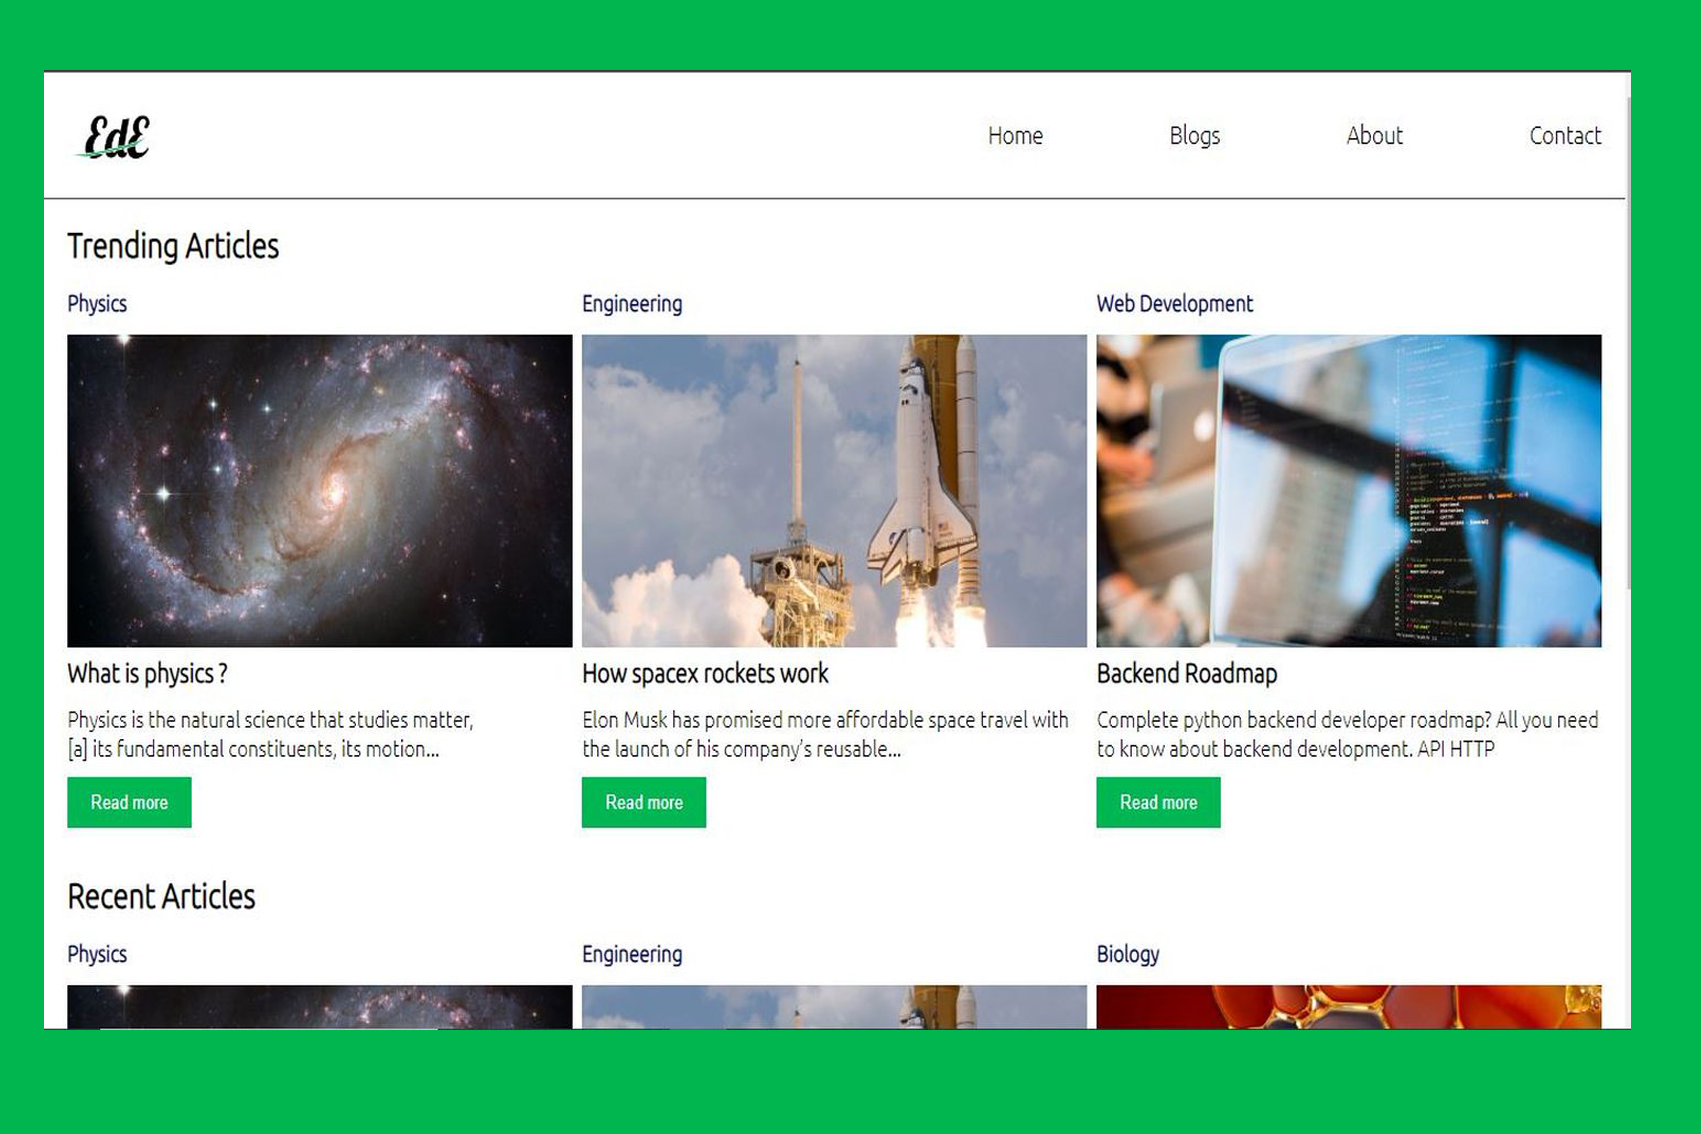 EdE
Home Blogs About Contact
Trending Articles
Physics
Engineering
Web Development
What is physics ?
Physics is the natural science that studies matter,
[a] its fundamental constituents, its motion...
Read more
How spacex rockets work
Elon Musk has promised more affordable space travel with
the launch of his company's reusable...
Read more
Backend Roadmap
Complete python backend developer roadmap? All you need
to know about backend development. API HTTP
Read more
Recent Articles
Physics
Engineering
Biology